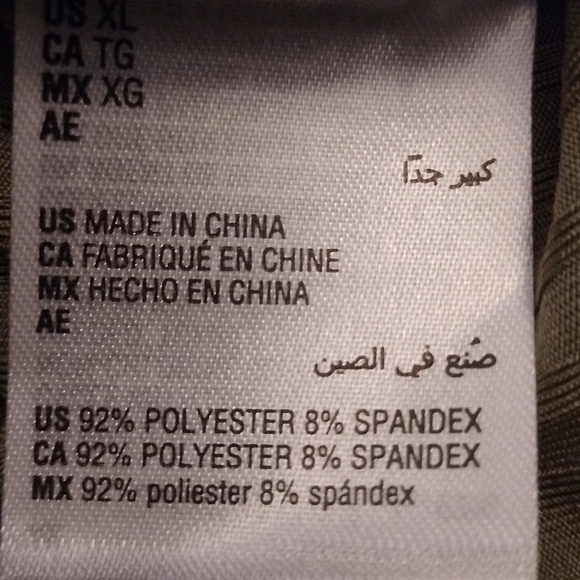 US XL
CA TG
MX XG
AE
كبير جدًا
US MADE IN CHINA
CA FABRIQUÉ EN CHINE
MX HECHO EN CHINA
AE
صُنع في الصين
US 92% POLYESTER 8% SPANDEX
CA 92% POLYESTER 8% SPANDEX
MX 92% poliester 8% spándex